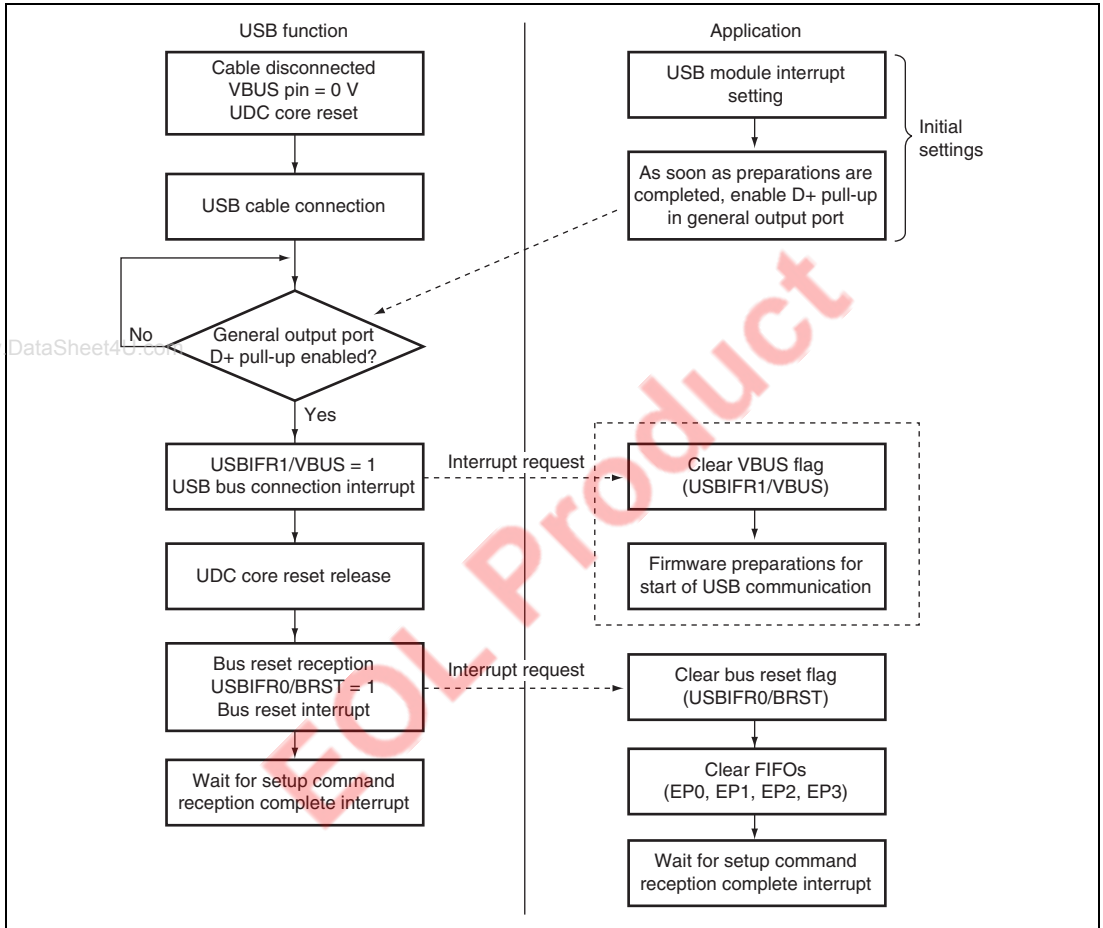 USB function
Cable disconnected
VBUS pin = 0 V
UDC core reset
USB cable connection
No
General output port
D+ pull-up enabled?
Yes
USBIFR1/VBUS = 1
USB bus connection interrupt
Interrupt request
UDC core reset release
Bus reset reception
USBIFR0/BRST = 1
Bus reset interrupt
Interrupt request
Wait for setup command
reception complete interrupt
Application
USB module interrupt
setting
As soon as preparations are
completed, enable D+ pull-up
in general output port
Initial
settings
Clear VBUS flag
(USBIFR1/VBUS)
Firmware preparations for
start of USB communication
Clear bus reset flag
(USBIFR0/BRST)
Clear FIFOs
(EP0, EP1, EP2, EP3)
Wait for setup command
reception complete interrupt
EOL Product
DataSheet4U.com